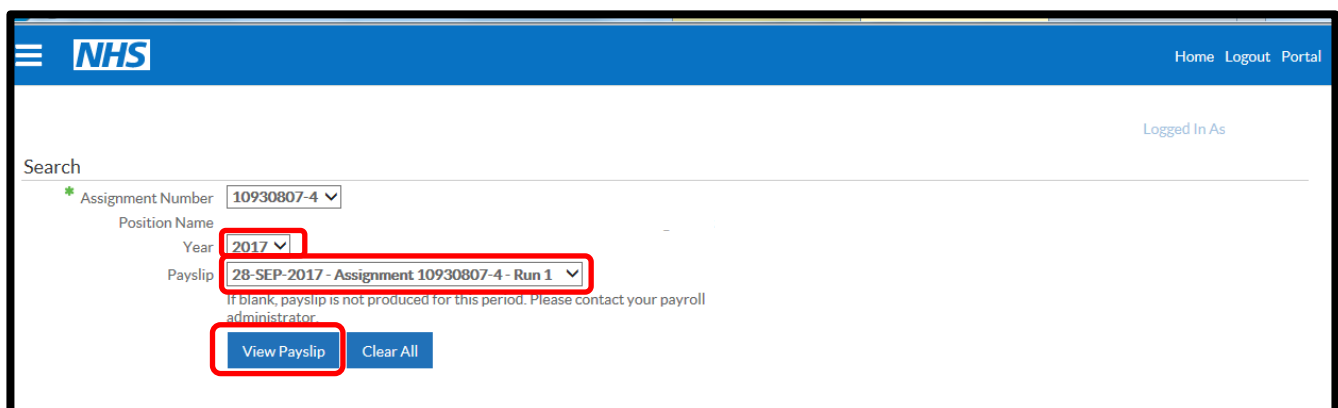 NHS
Home Logout Portal
Logged In As
Search
* Assignment Number 10930807-4
Position Name
Year 2017
Payslip 28-SEP-2017 - Assignment 10930807-4 - Run 1
If blank, payslip is not produced for this period. Please contact your payroll
administrator.
View Payslip Clear All